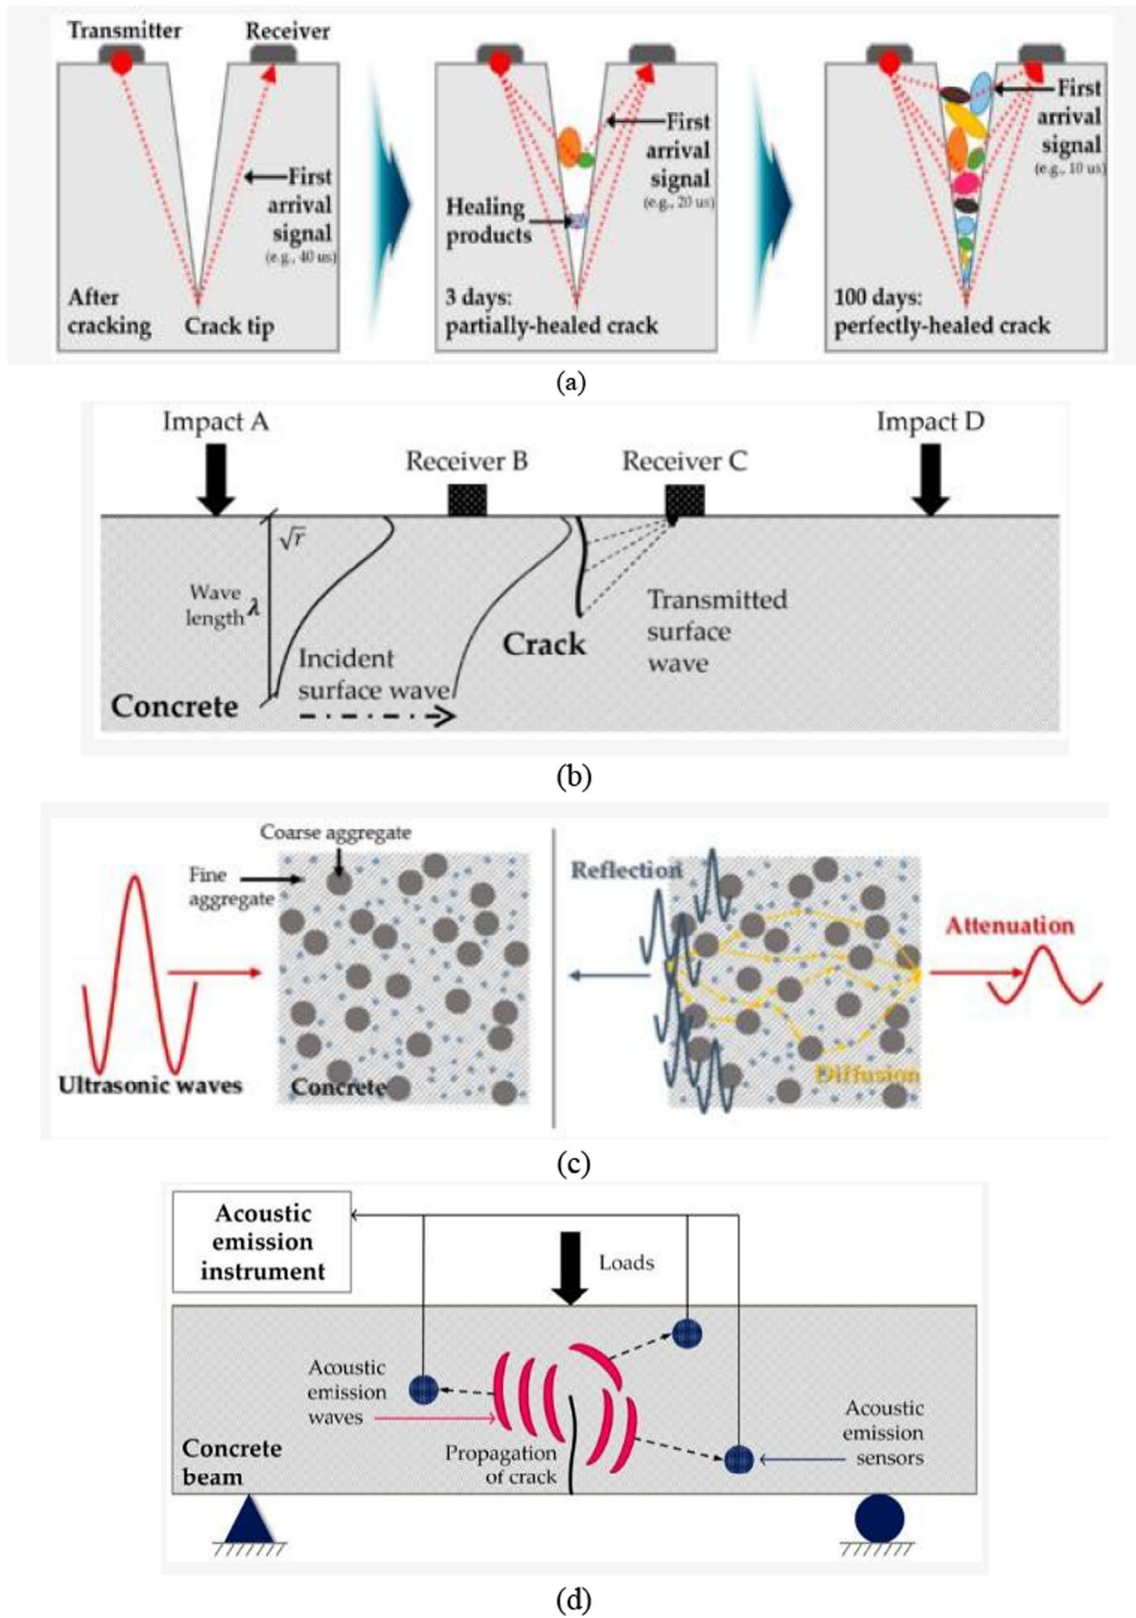 Transmitter
Receiver
First
arrival
signal
(e.g., 40 us)
After
cracking
Crack tip
First
arrival
signal
(e.g., 20 us)
Healing
products
3 days:
partially-healed crack
First
arrival
signal
(e.g., 10 us)
100 days:
perfectly-healed crack
(a)
Impact A
Impact D
Receiver B
Receiver C
√r
Wave
length λ
Incident
surface wave
Crack
Transmitted
surface
wave
Concrete
(b)
Coarse aggregate
Fine
aggregate
Ultrasonic waves
Concrete
Reflection
Attenuation
Diffusion
(c)
Acoustic
emission
instrument
Loads
Acoustic
emission
waves
Propagation
of crack
Acoustic
emission
sensors
Concrete
beam
(d)